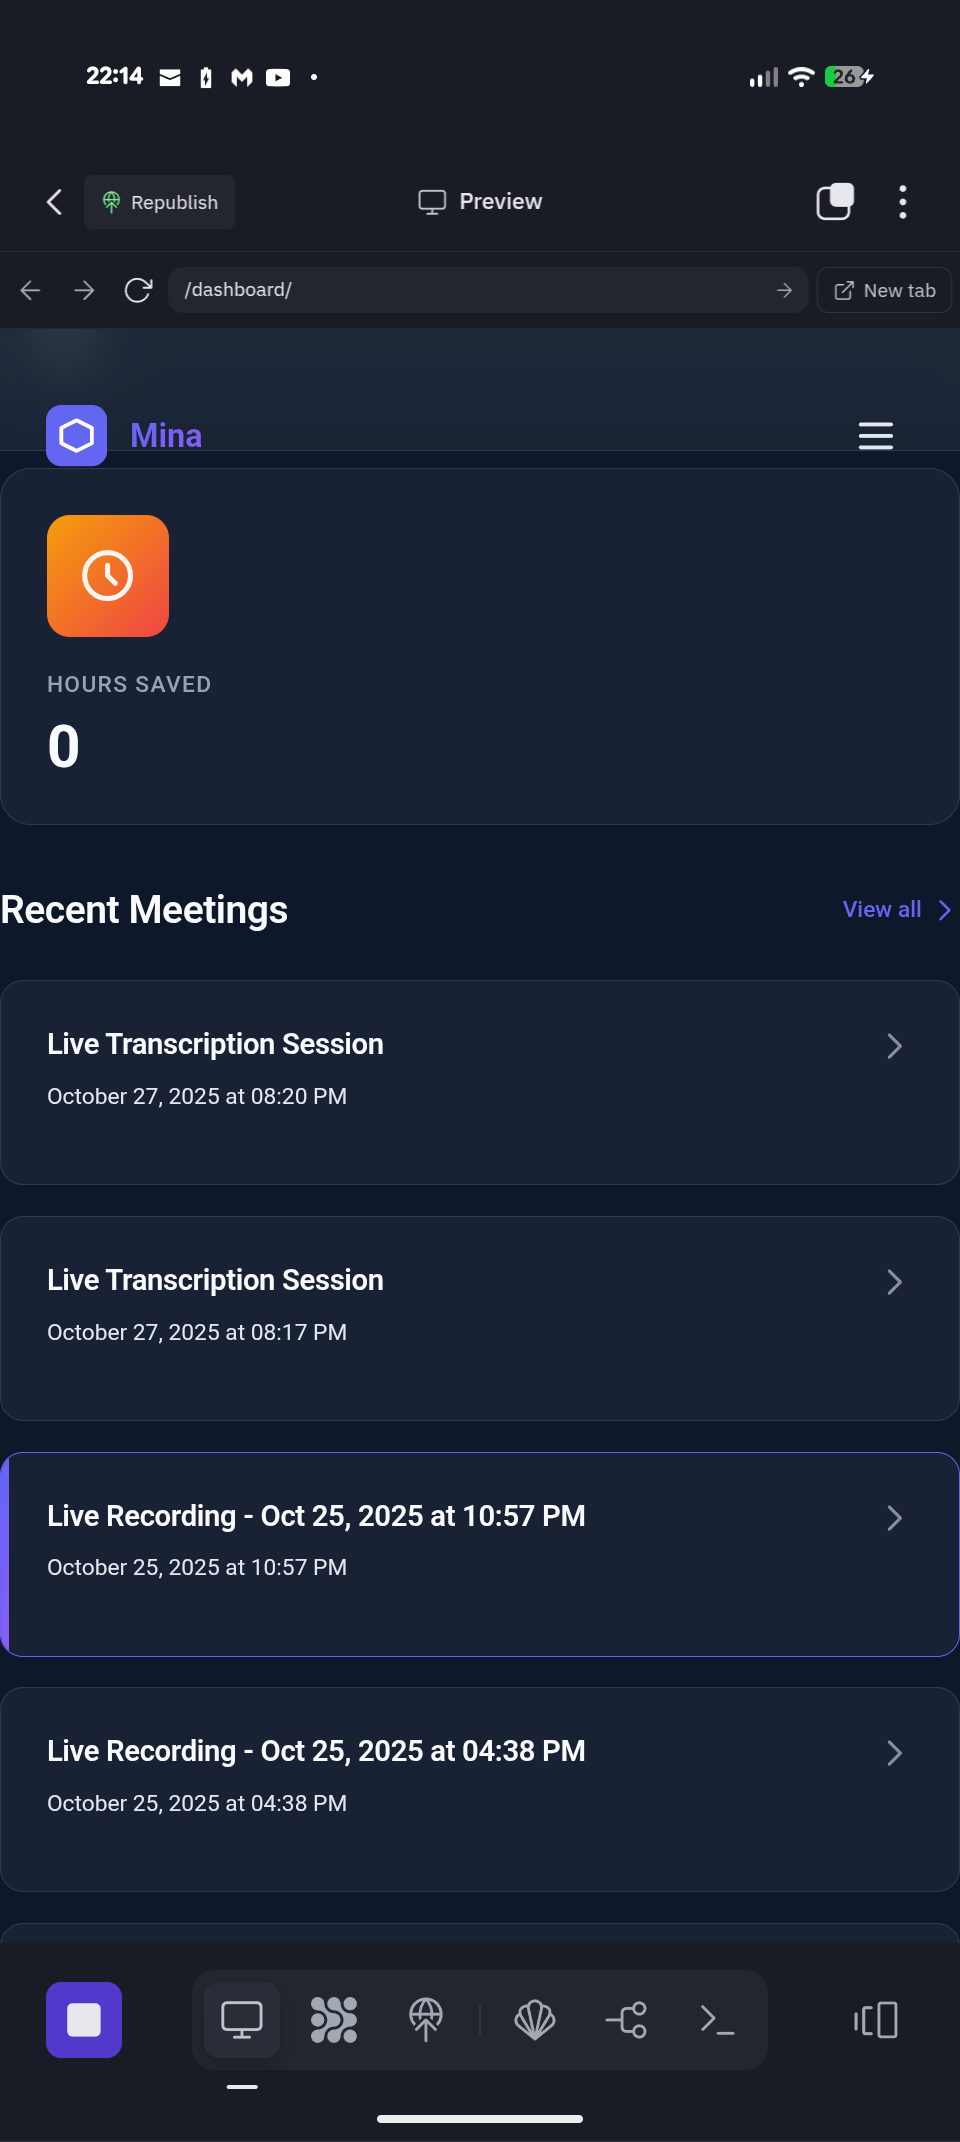 22:14
26
Republish
Preview
/dashboard/
New tab
Mina
HOURS SAVED
0
Recent Meetings
View all
Live Transcription Session
October 27, 2025 at 08:20 PM
Live Transcription Session
October 27, 2025 at 08:17 PM
Live Recording - Oct 25, 2025 at 10:57 PM
October 25, 2025 at 10:57 PM
Live Recording - Oct 25, 2025 at 04:38 PM
October 25, 2025 at 04:38 PM